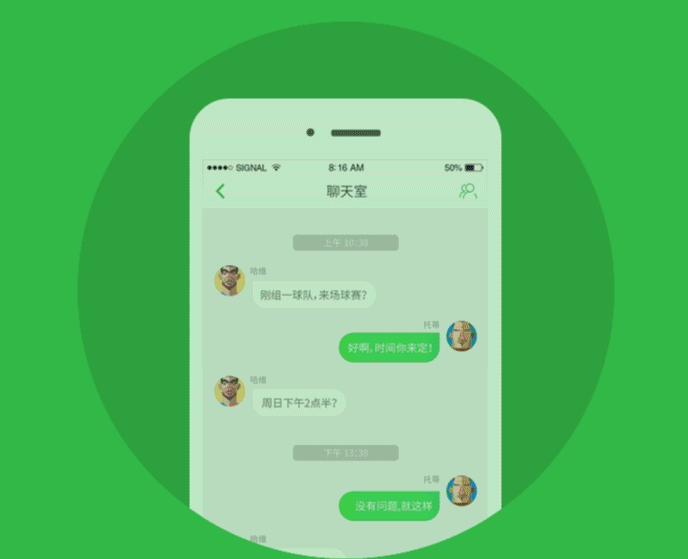 SIGNAL 8:16 AM 50%
聊天室
上午 10:30
哈维
刚组一球队,来场球赛?
托蒂
好啊,时间你来定!
哈维
周日下午2点半?
下午 13:30
托蒂
没有问题,就这样
哈维